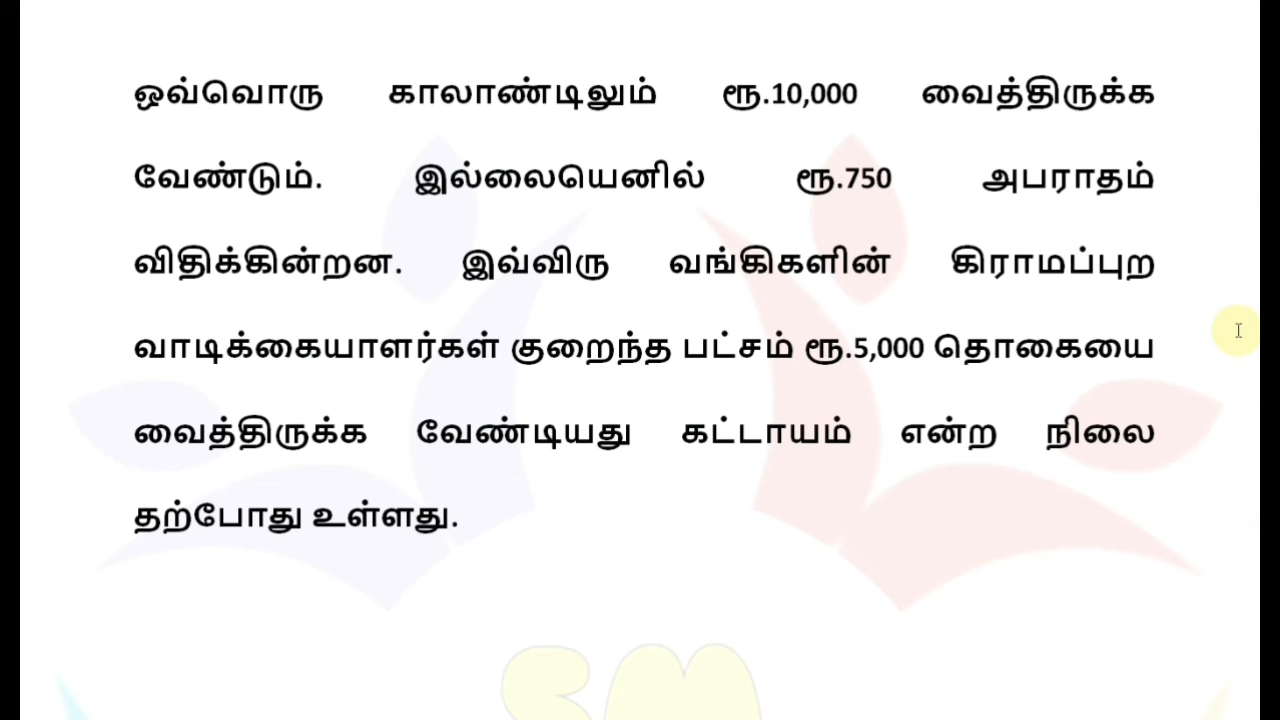 ஒவ்வொரு காலாண்டிலும் ரூ.10,000 வைத்திருக்க
வேண்டும். இல்லையெனில் ரூ.750 அபராதம்
விதிக்கின்றன. இவ்விரு வங்கிகளின் கிராமப்புற
வாடிக்கையாளர்கள் குறைந்த பட்சம் ரூ.5,000 தொகையை
வைத்திருக்க வேண்டியது கட்டாயம் என்ற நிலை
தற்போது உள்ளது.
SM